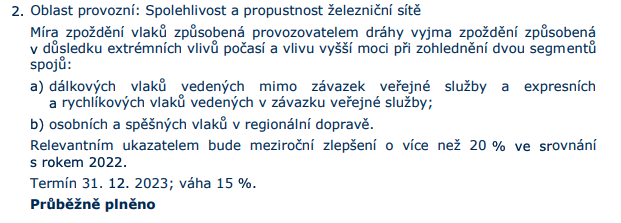 2. Oblast provozní: Spolehlivost a propustnost železniční sítě
Míra zpoždění vlaků způsobená provozovatelem dráhy vyjma zpoždění způsobená
v důsledku extrémních vlivů počasí a vlivu vyšší moci při zohlednění dvou segmentů
spojů:
a) dálkových vlaků vedených mimo závazek veřejné služby a expresních
a rychlíkových vlaků vedených v závazku veřejné služby;
b) osobních a spěšných vlaků v regionální dopravě.
Relevantním ukazatelem bude meziroční zlepšení o více než 20 % ve srovnání
s rokem 2022.
Termín 31. 12. 2023; váha 15 %.
Průběžně plněno